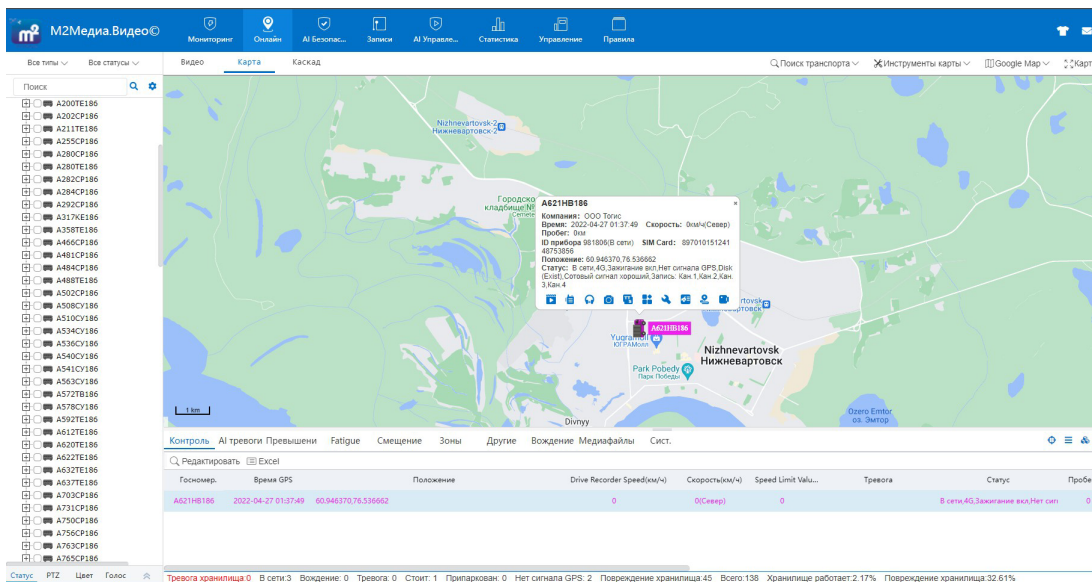 m²
М2Медиа.Видео©
Мониторинг
Онлайн
AI Безопас...
Записи
AI Управле...
Статистика
Управление
Правила
Все типы
Все статусы
Видео
Карта
Каскад
Поиск транспорта
Инструменты карты
Google Map
Карт
Поиск
A200TE186
A202CP186
A211TE186
A255CP186
A280CP186
A280TE186
A282CP186
A284CP186
A292CP186
A317KE186
A358TE186
A466CP186
A481CP186
A484CP186
A488TE186
A502CP186
A508CY186
A510CY186
A534CY186
A536CY186
A540CY186
A541CY186
A563CY186
A572TB186
A578CY186
A592TE186
A612TE186
A620TE186
A622TE186
A632TE186
A637TE186
A703CP186
A731CP186
A750CP186
A756CP186
A763CP186
A765CP186
Nizhnevartovsk-2
Нижневартовск-2
Городско
кладбище
A621HB186
Компания: ООО Тогис
Время: 2022-04-27 01:37:49 Скорость: 0км/ч(Север)
Пробег: 0км
ID прибора 981806(В сети) SIM Card: 897010151241
48753856
Положение: 60.946370,76.536662
Статус: В сети,4G,Зажигание вкл,Нет сигнала GPS,Disk
(Exist),Сотовый сигнал хороший,Запись: Кан.1,Кан.2,Кан.
3,Кан.4
A621HB186
Yugramoll
ЮГРАМолл
Nizhnevartovsk
Нижневартовск
Park Pobedy
Парк Победы
Ozero Emtor
оз. Эмтор
Divnyy
1 km
Контроль
AI тревоги
Превышени
Fatigue
Смещение
Зоны
Другие
Вождение
Медиафайлы
Сист.
Редактировать
Excel
Госномер.
Время GPS
Положение
Drive Recorder Speed(км/ч)
Скорость(км/ч)
Speed Limit Valu...
Тревога
Статус
Пробе
A621HB186
2022-04-27 01:37:49
60.946370,76.536662
0
0(Север)
0
В сети,4G,Зажигание вкл,Нет сиг
0
Статус
PTZ
Цвет
Голос
Тревога хранилища:0 В сети:3 Вождение: 0 Тревога: 0 Стоит: 1 Припаркован: 0 Нет сигнала GPS: 2 Повреждение хранилища:45 Всего:138 Хранилище работает:2.17% Повреждение хранилища:32.61%